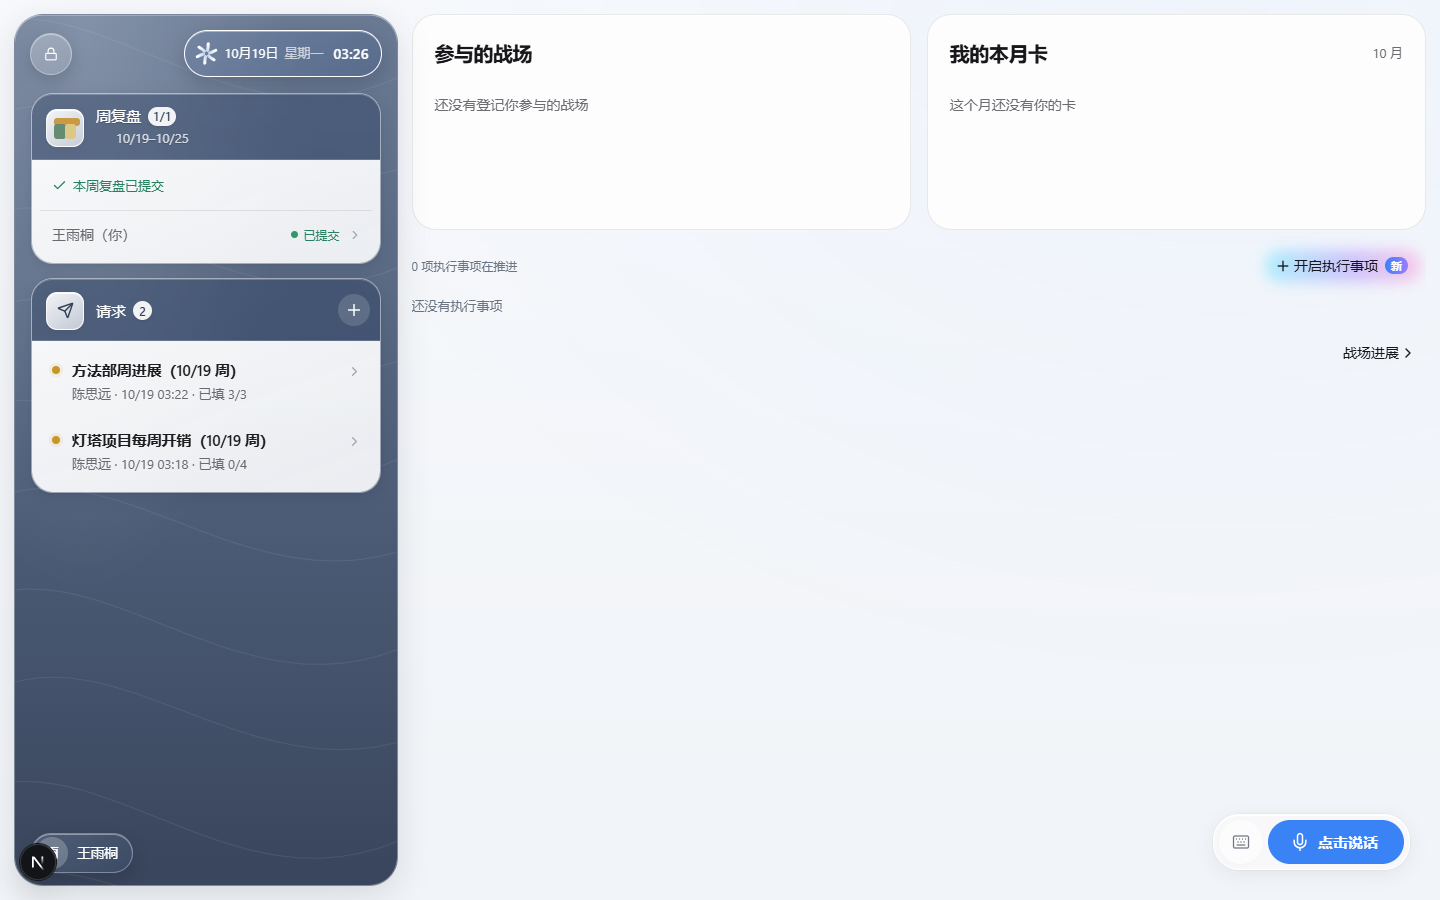 10月19日 星期一 03:26
周复盘 1/1
10/19–10/25
本周复盘已提交
王雨桐（你） 已提交
请求 2
方法部周进展（10/19 周）
陈思远 · 10/19 03:22 · 已填 3/3
灯塔项目每周开销（10/19 周）
陈思远 · 10/19 03:18 · 已填 0/4
N 王雨桐
参与的战场
还没有登记你参与的战场
我的本月卡 10 月
这个月还没有你的卡
0 项执行事项在推进
+ 开启执行事项 新
还没有执行事项
战场进展
点击说话